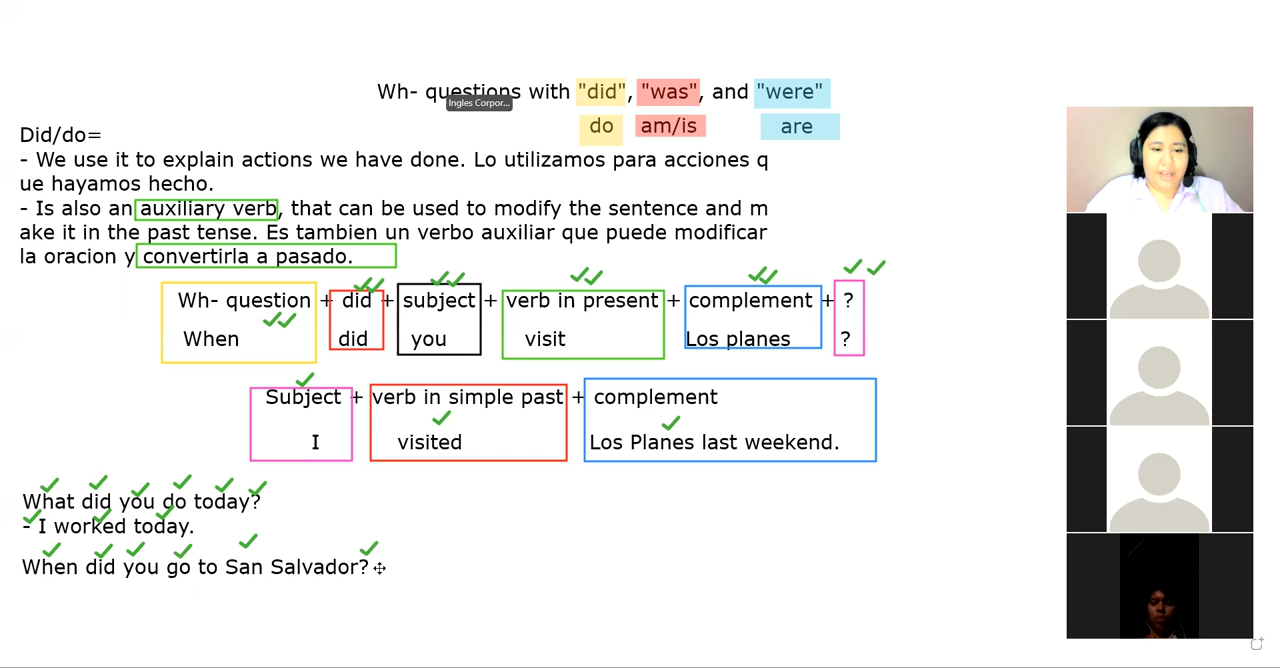 Wh- questions with "did", "was", and "were"
Ingles Corpor...
do am/is are
Did/do=
- We use it to explain actions we have done. Lo utilizamos para acciones q
ue hayamos hecho.
- Is also an auxiliary verb, that can be used to modify the sentence and m
ake it in the past tense. Es tambien un verbo auxiliar que puede modificar
la oracion y convertirla a pasado.
Wh- question + did + subject + verb in present + complement + ?
When did you visit Los planes ?
Subject + verb in simple past + complement
I visited Los Planes last weekend.
What did you do today?
- I worked today.
When did you go to San Salvador?